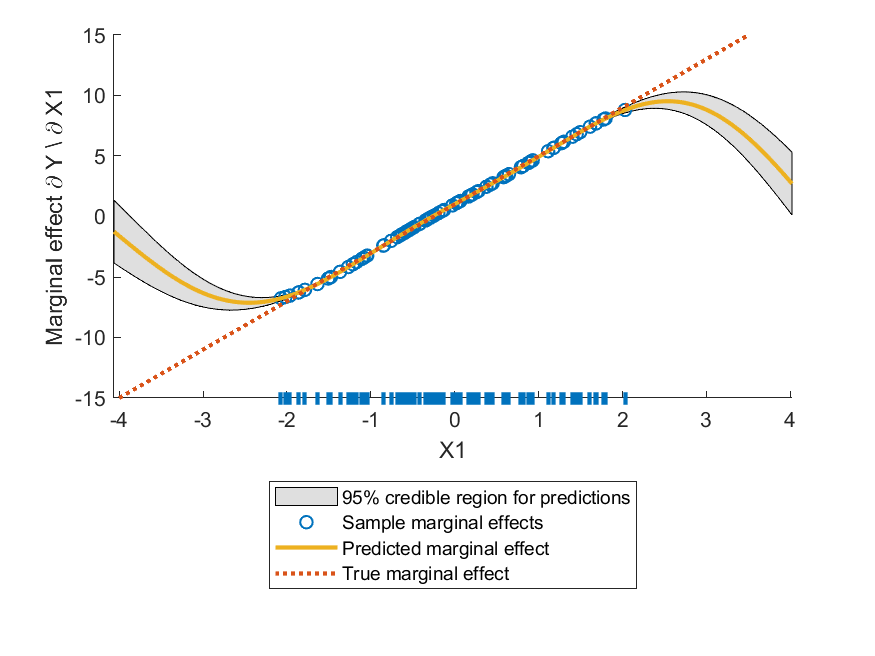 15
10
5
0
-5
-10
-15
Marginal effect ∂ Y \ ∂ X1
-4 -3 -2 -1 0 1 2 3 4
X1
95% credible region for predictions
Sample marginal effects
Predicted marginal effect
True marginal effect